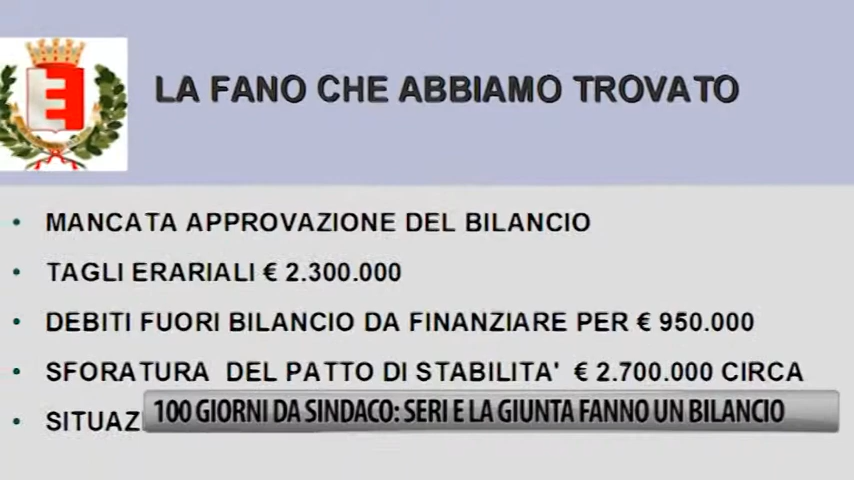 LA FANO CHE ABBIAMO TROVATO
• MANCATA APPROVAZIONE DEL BILANCIO
• TAGLI ERARIALI € 2.300.000
• DEBITI FUORI BILANCIO DA FINANZIARE PER € 950.000
• SFORATURA DEL PATTO DI STABILITA' € 2.700.000 CIRCA
100 GIORNI DA SINDACO: SERI E LA GIUNTA FANNO UN BILANCIO